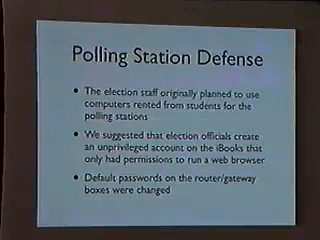 Polling Station Defense
• The election staff originally planned to use
computers rented from students for the
polling stations
• We suggested that election officials create
an unprivileged account on the iBooks that
only had permissions to run a web browser
• Default passwords on the router/gateway
boxes were changed